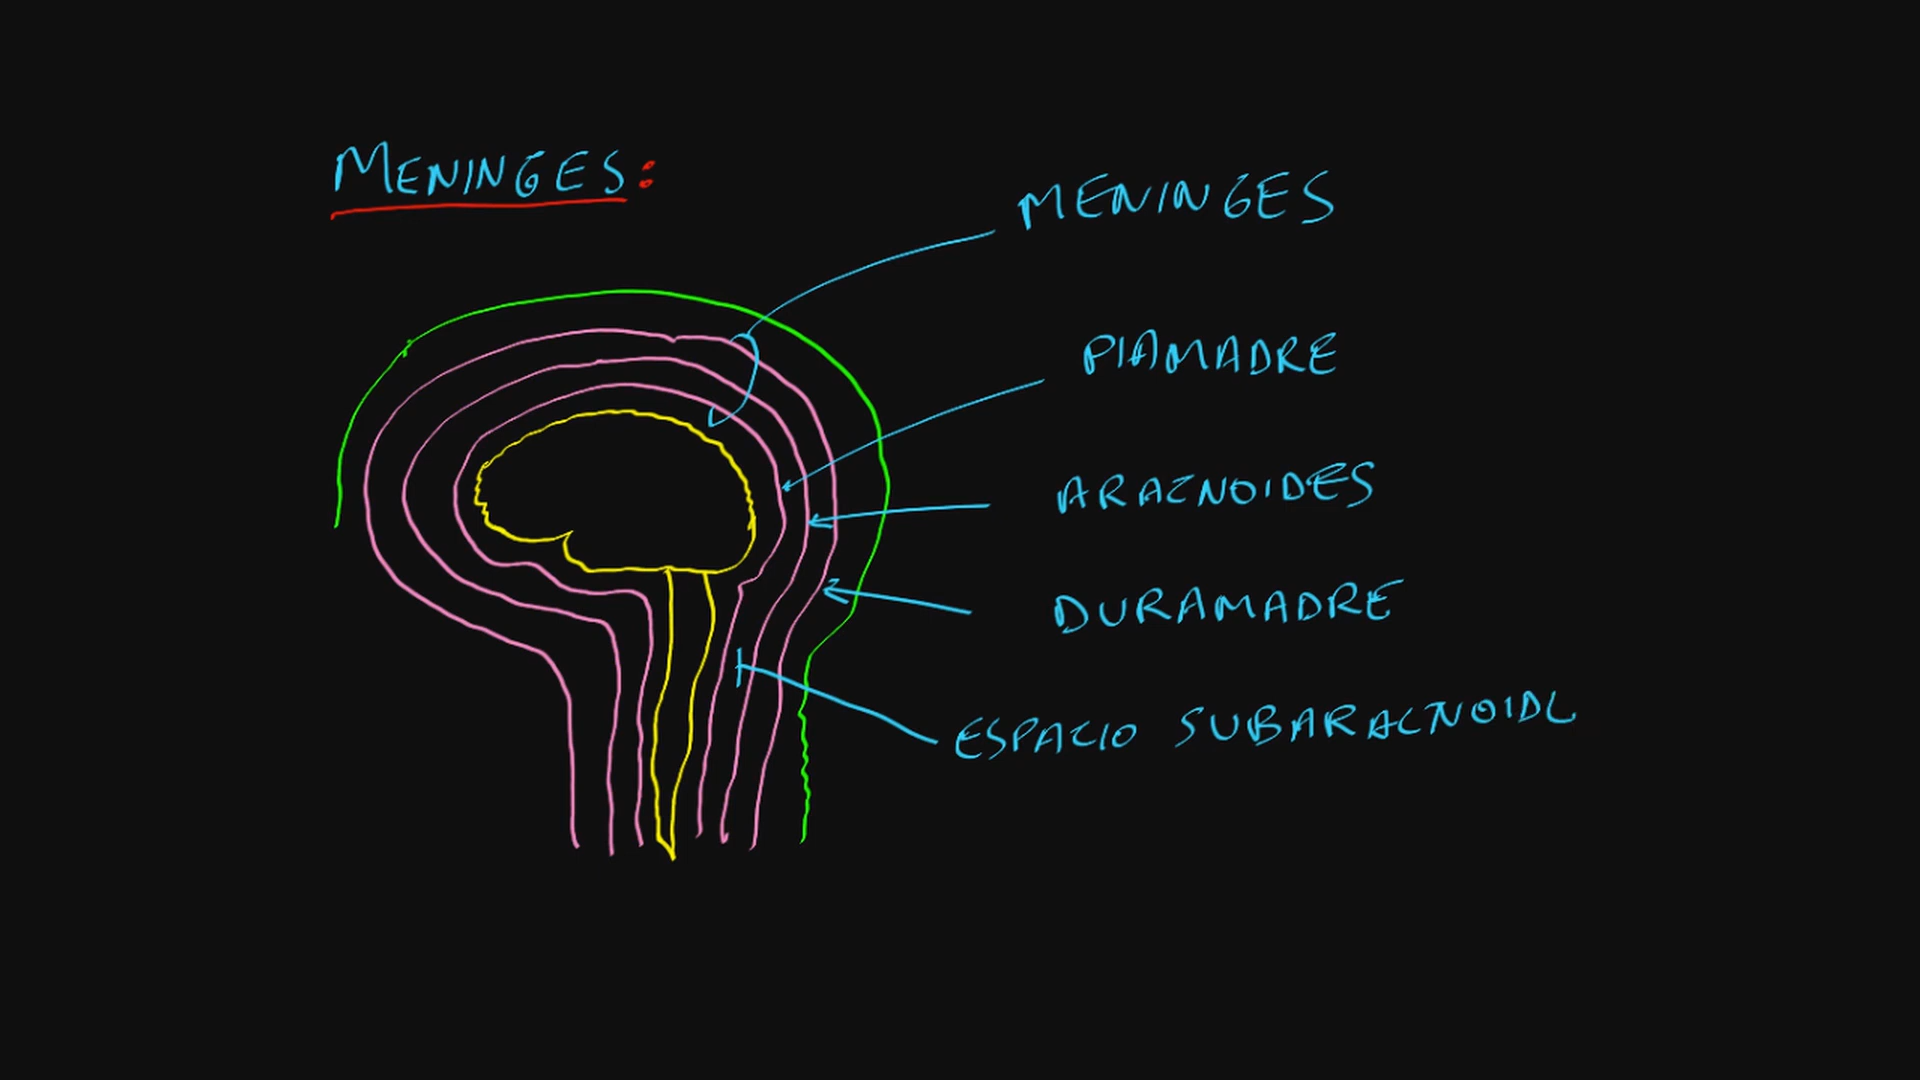 MENINGES:
MENINGES
PIAMADRE
ARACNOIDES
DURAMADRE
ESPACIO SUBARACNOIDL